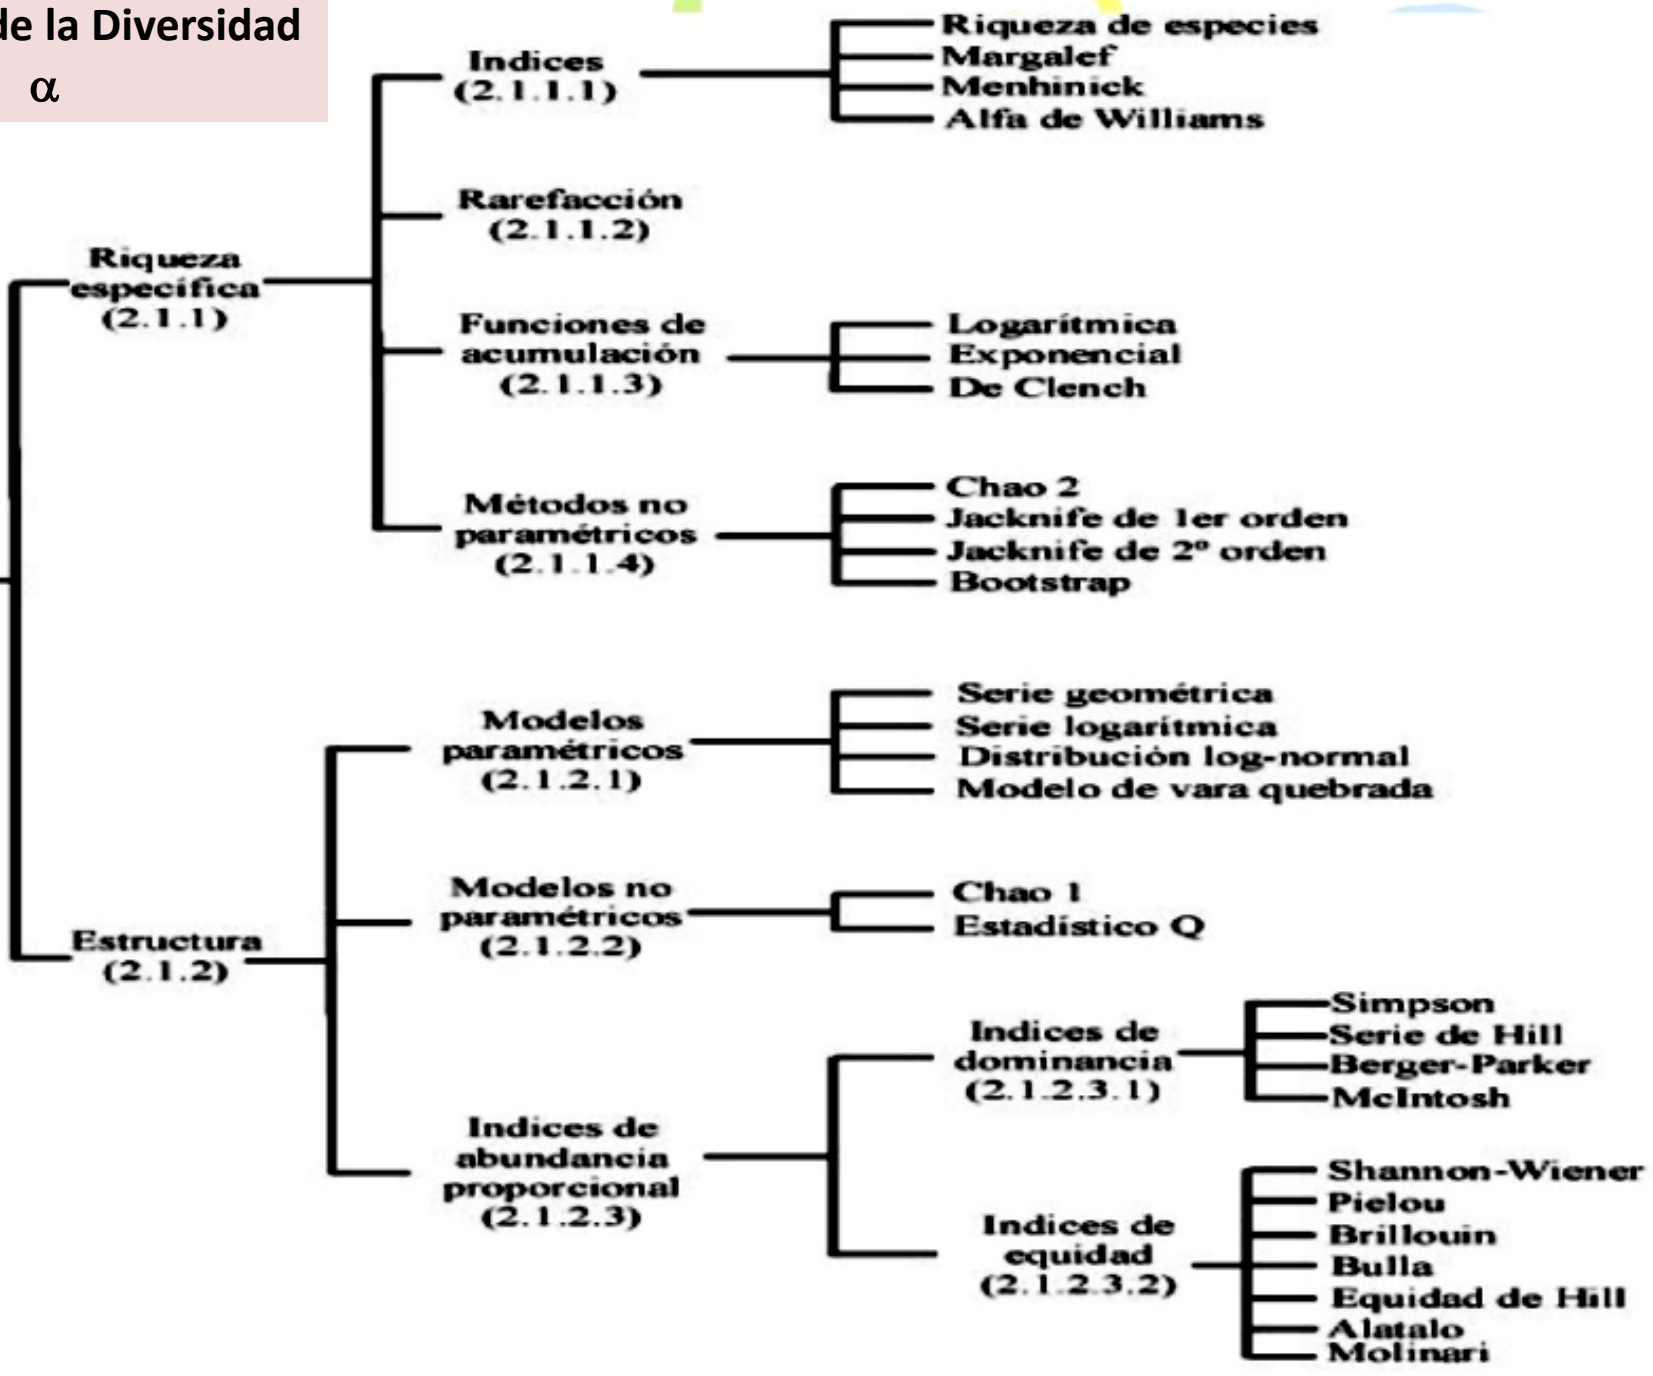 de la Diversidad
α
Riqueza
específica
(2.1.1)
Indices
(2.1.1.1)
Riqueza de especies
Margalef
Menhinick
Alfa de Williams
Rarefacción
(2.1.1.2)
Funciones de
acumulación
(2.1.1.3)
Logarítmica
Exponencial
De Clench
Métodos no
paramétricos
(2.1.1.4)
Chao 2
Jacknife de 1er orden
Jacknife de 2º orden
Bootstrap
Estructura
(2.1.2)
Modelos
paramétricos
(2.1.2.1)
Serie geométrica
Serie logarítmica
Distribución log-normal
Modelo de vara quebrada
Modelos no
paramétricos
(2.1.2.2)
Chao 1
Estadístico Q
Indices de
abundancia
proporcional
(2.1.2.3)
Indices de
dominancia
(2.1.2.3.1)
Simpson
Serie de Hill
Berger-Parker
McIntosh
Indices de
equidad
(2.1.2.3.2)
Shannon-Wiener
Pielou
Brillouin
Bulla
Equidad de Hill
Alatalo
Molinari